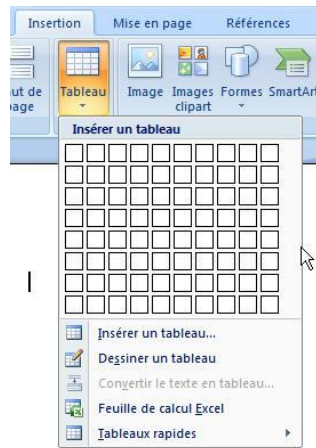 Insertion Mise en page Références
ut de page Tableau Image Images clipart Formes SmartArt
Insérer un tableau
Insérer un tableau...
Dessiner un tableau
Convertir le texte en tableau...
Feuille de calcul Excel
Tableaux rapides